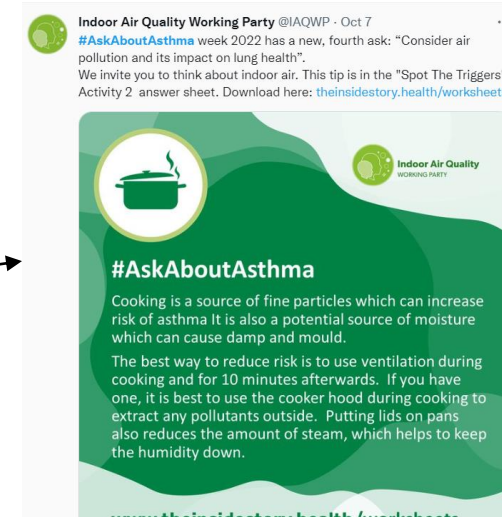 Indoor Air Quality Working Party @IAQWP · Oct 7
#AskAboutAsthma week 2022 has a new, fourth ask: “Consider air
pollution and its impact on lung health”.
We invite you to think about indoor air. This tip is in the "Spot The Triggers
Activity 2 answer sheet. Download here: theinsidestory.health/worksheet
Indoor Air Quality
WORKING PARTY
#AskAboutAsthma
Cooking is a source of fine particles which can increase
risk of asthma It is also a potential source of moisture
which can cause damp and mould.
The best way to reduce risk is to use ventilation during
cooking and for 10 minutes afterwards. If you have
one, it is best to use the cooker hood during cooking to
extract any pollutants outside. Putting lids on pans
also reduces the amount of steam, which helps to keep
the humidity down.
www.theinsidestory.health/worksheets